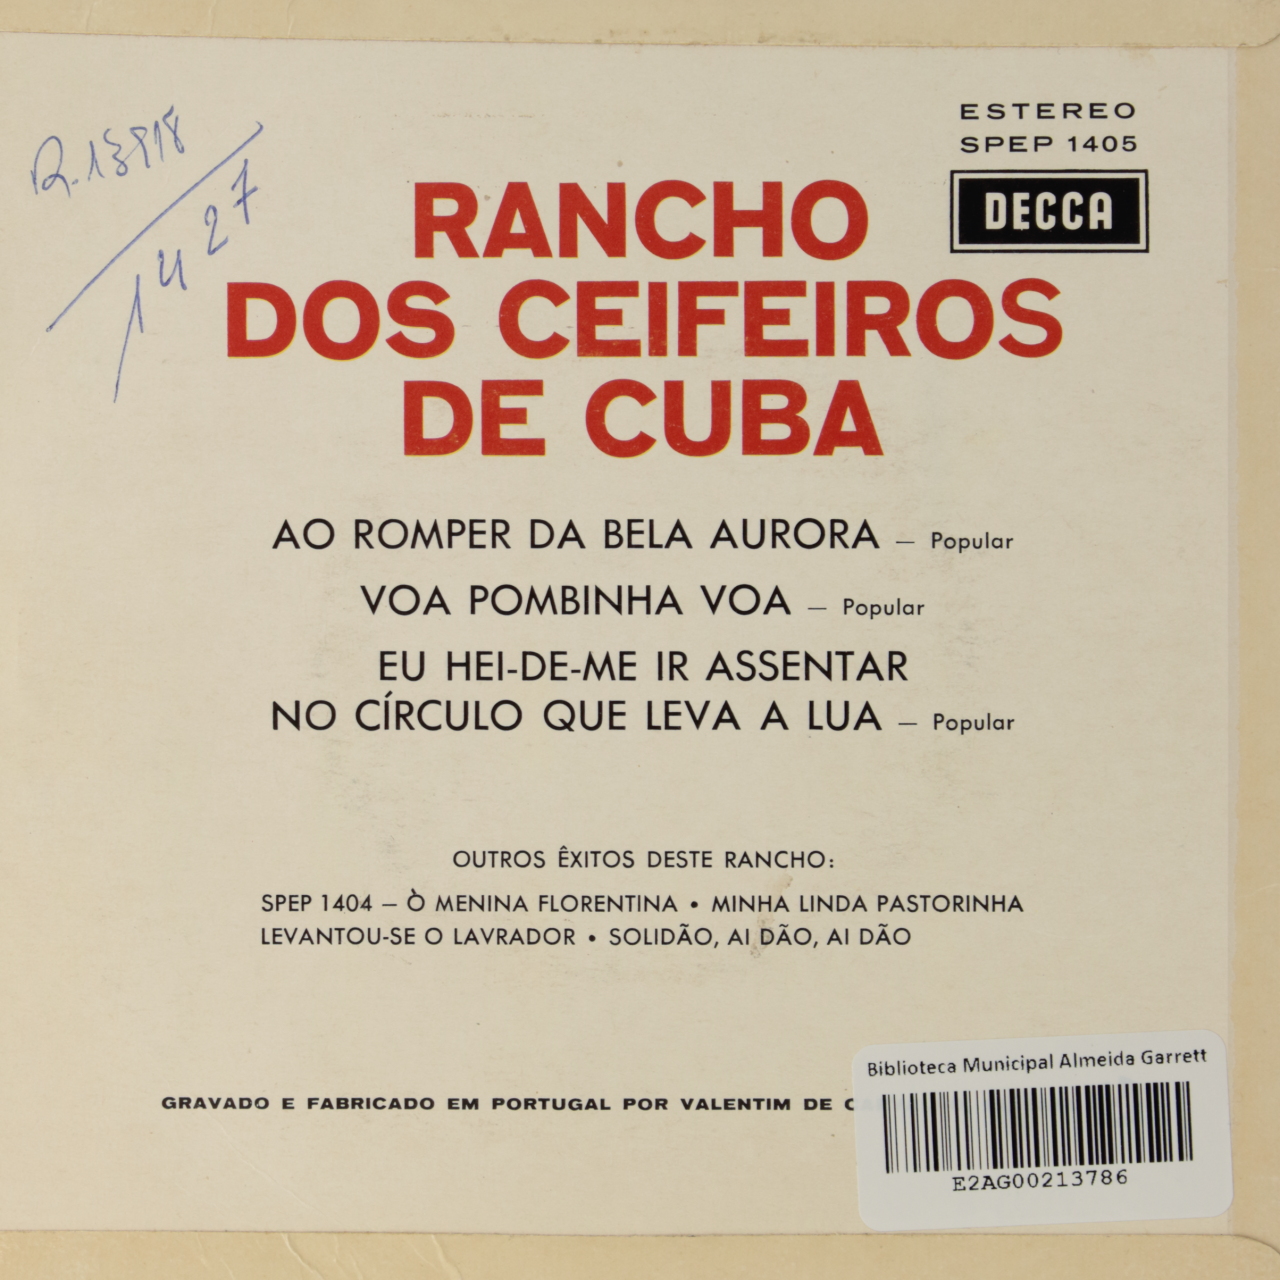 ESTEREO
SPEP 1405
DECCA
R.13918
1427
RANCHO
DOS CEIFEIROS
DE CUBA
AO ROMPER DA BELA AURORA — Popular
VOA POMBINHA VOA — Popular
EU HEI-DE-ME IR ASSENTAR
NO CÍRCULO QUE LEVA A LUA — Popular
OUTROS ÊXITOS DESTE RANCHO:
SPEP 1404 — Ò MENINA FLORENTINA • MINHA LINDA PASTORINHA
LEVANTOU-SE O LAVRADOR • SOLIDÃO, AI DÃO, AI DÃO
GRAVADO E FABRICADO EM PORTUGAL POR VALENTIM DE
Biblioteca Municipal Almeida Garrett
E2AG00213786